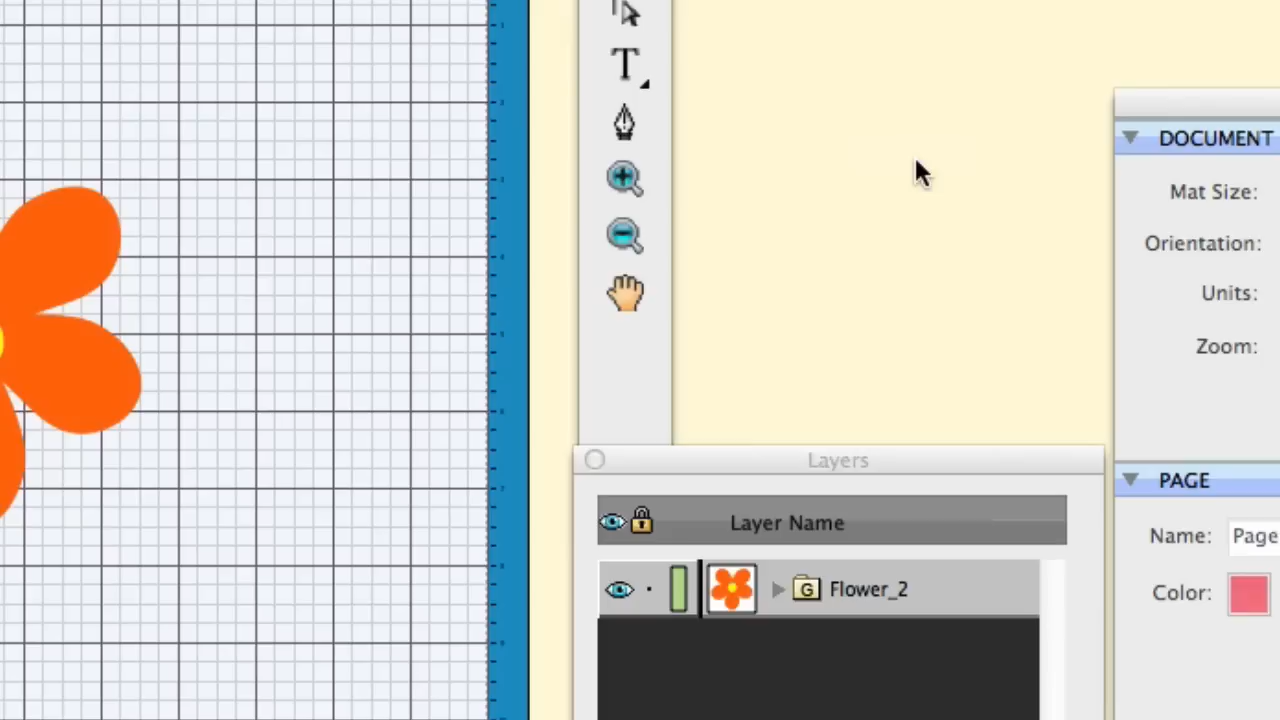 T
DOCUMENT
Mat Size:
Orientation:
Units:
Zoom:
Layers
Layer Name
G Flower_2
PAGE
Name: Page
Color: